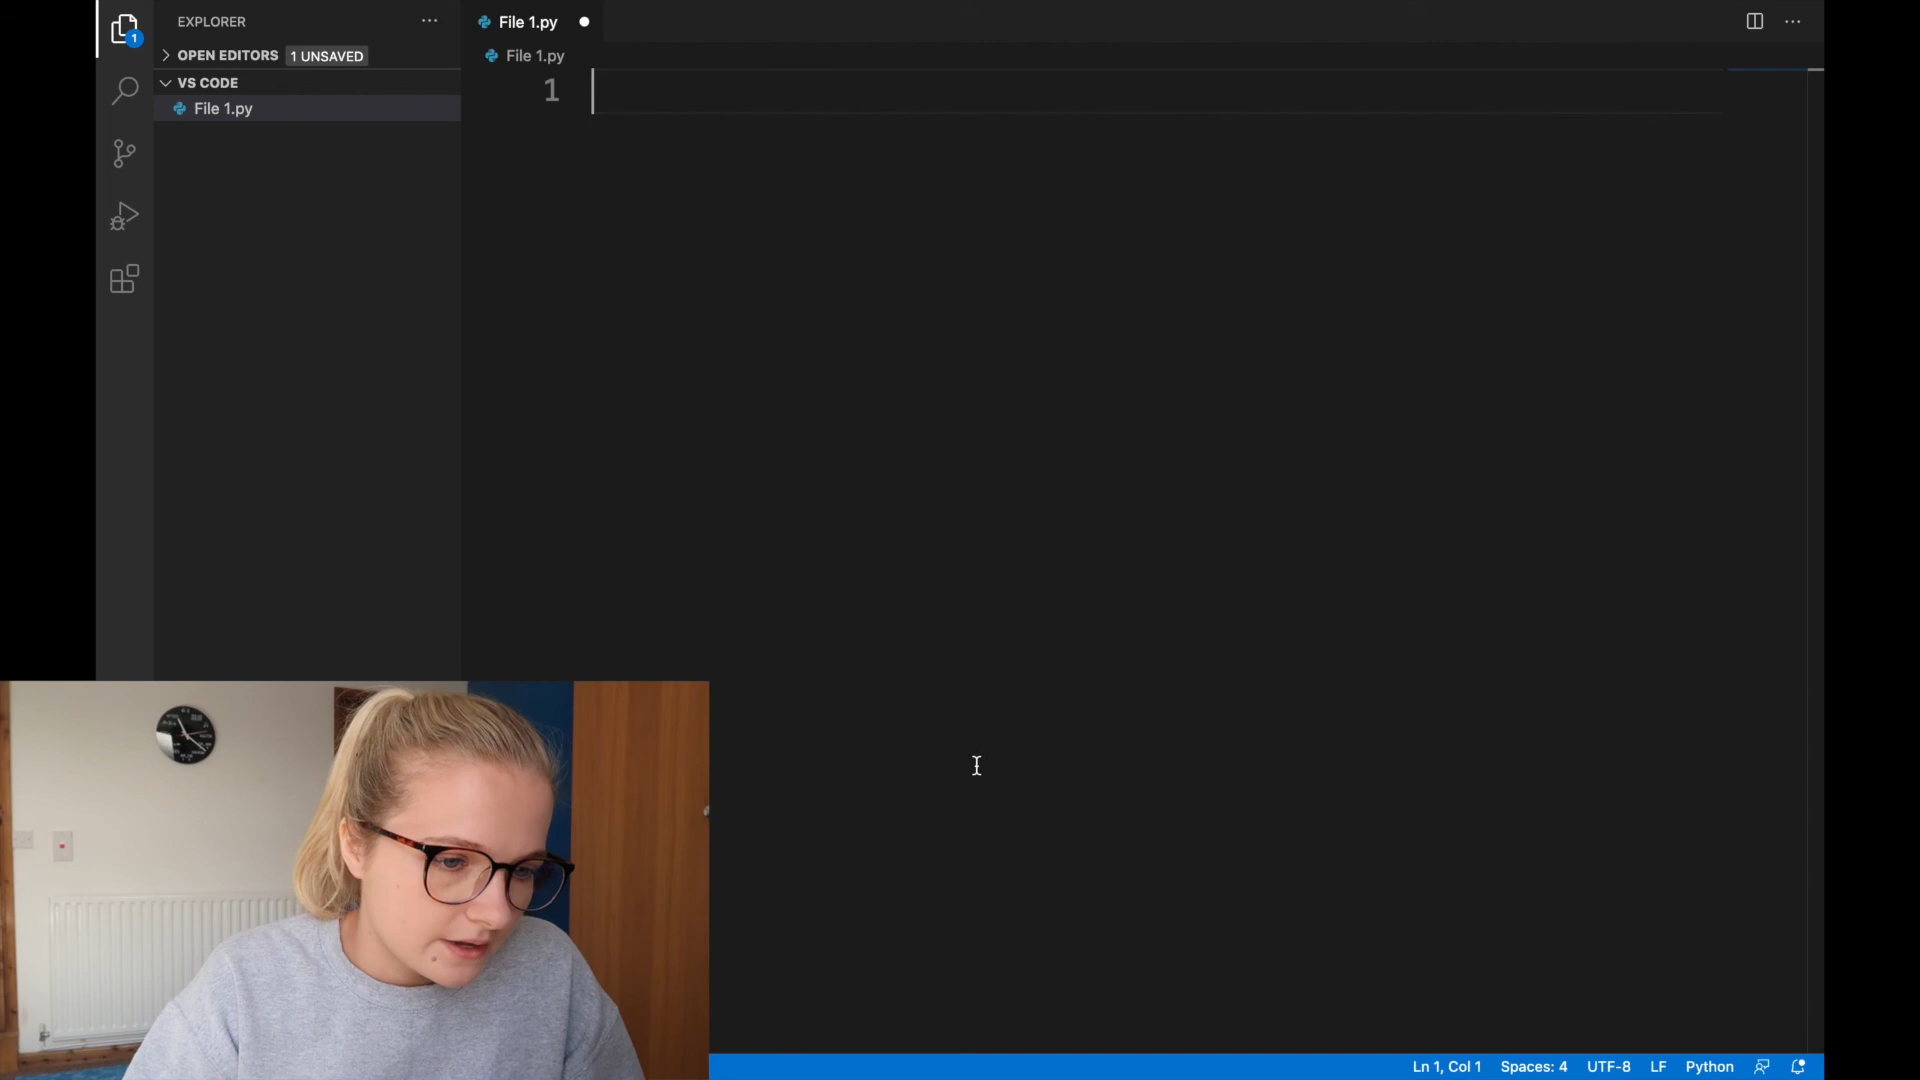 EXPLORER
···
File 1.py
···
1
OPEN EDITORS 1 UNSAVED
File 1.py
VS CODE
1
File 1.py
Ln 1, Col 1 Spaces: 4 UTF-8 LF Python